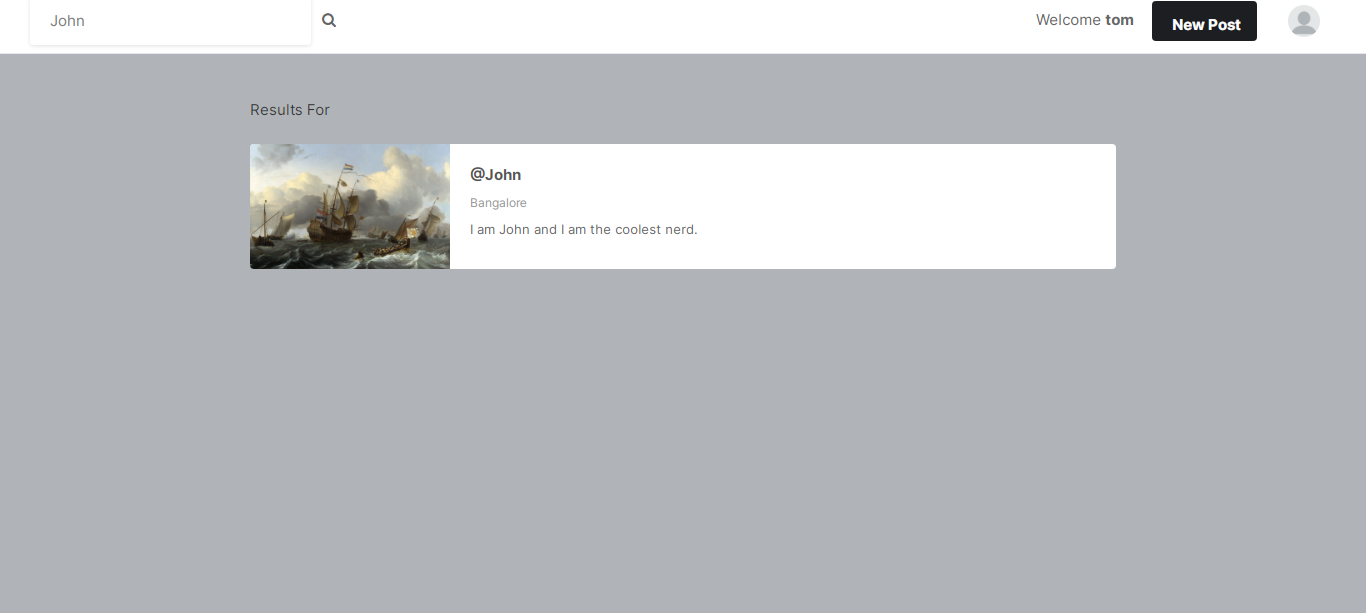 John
Welcome tom
New Post
Results For
@John
Bangalore
I am John and I am the coolest nerd.